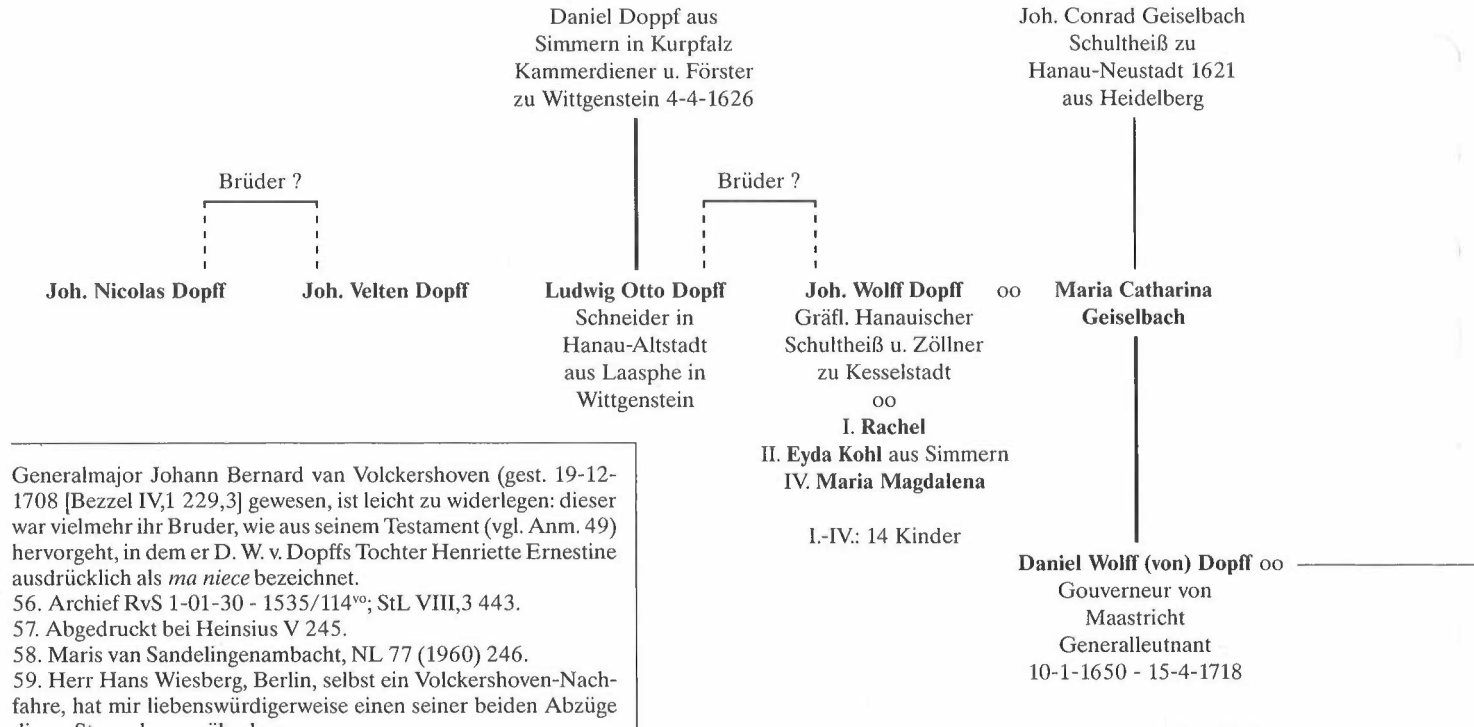 Daniel Doppf aus
Simmern in Kurpfalz
Kammerdiener u. Förster
zu Wittgenstein 4-4-1626
Joh. Conrad Geiselbach
Schultheiß zu
Hanau-Neustadt 1621
aus Heidelberg
Brüder ?
Brüder ?
Joh. Nicolas Dopff
Joh. Velten Dopff
Ludwig Otto Dopff
Schneider in
Hanau-Altstadt
aus Laasphe in
Wittgenstein
Joh. Wolff Dopff oo
Gräfl. Hanauischer
Schultheiß u. Zöllner
zu Kesselstadt
oo
I. Rachel
II. Eyda Kohl aus Simmern
IV. Maria Magdalena
I.-IV.: 14 Kinder
Maria Catharina
Geiselbach
Daniel Wolff (von) Dopff oo
Gouverneur von
Maastricht
Generalleutnant
10-1-1650 - 15-4-1718
Generalmajor Johann Bernard van Volckershoven (gest. 19-12-
1708 [Bezzel IV,1 229,3] gewesen, ist leicht zu widerlegen: dieser
war vielmehr ihr Bruder, wie aus seinem Testament (vgl. Anm. 49)
hervorgeht, in dem er D. W. v. Dopffs Tochter Henriette Ernestine
ausdrücklich als ma niece bezeichnet.
56. Archief RvS 1-01-30 - 1535/114vo; StL VIII,3 443.
57. Abgedruckt bei Heinsius V 245.
58. Maris van Sandelingenambacht, NL 77 (1960) 246.
59. Herr Hans Wiesberg, Berlin, selbst ein Volckershoven-Nach-
fahre, hat mir liebenswürdigerweise einen seiner beiden Abzüge